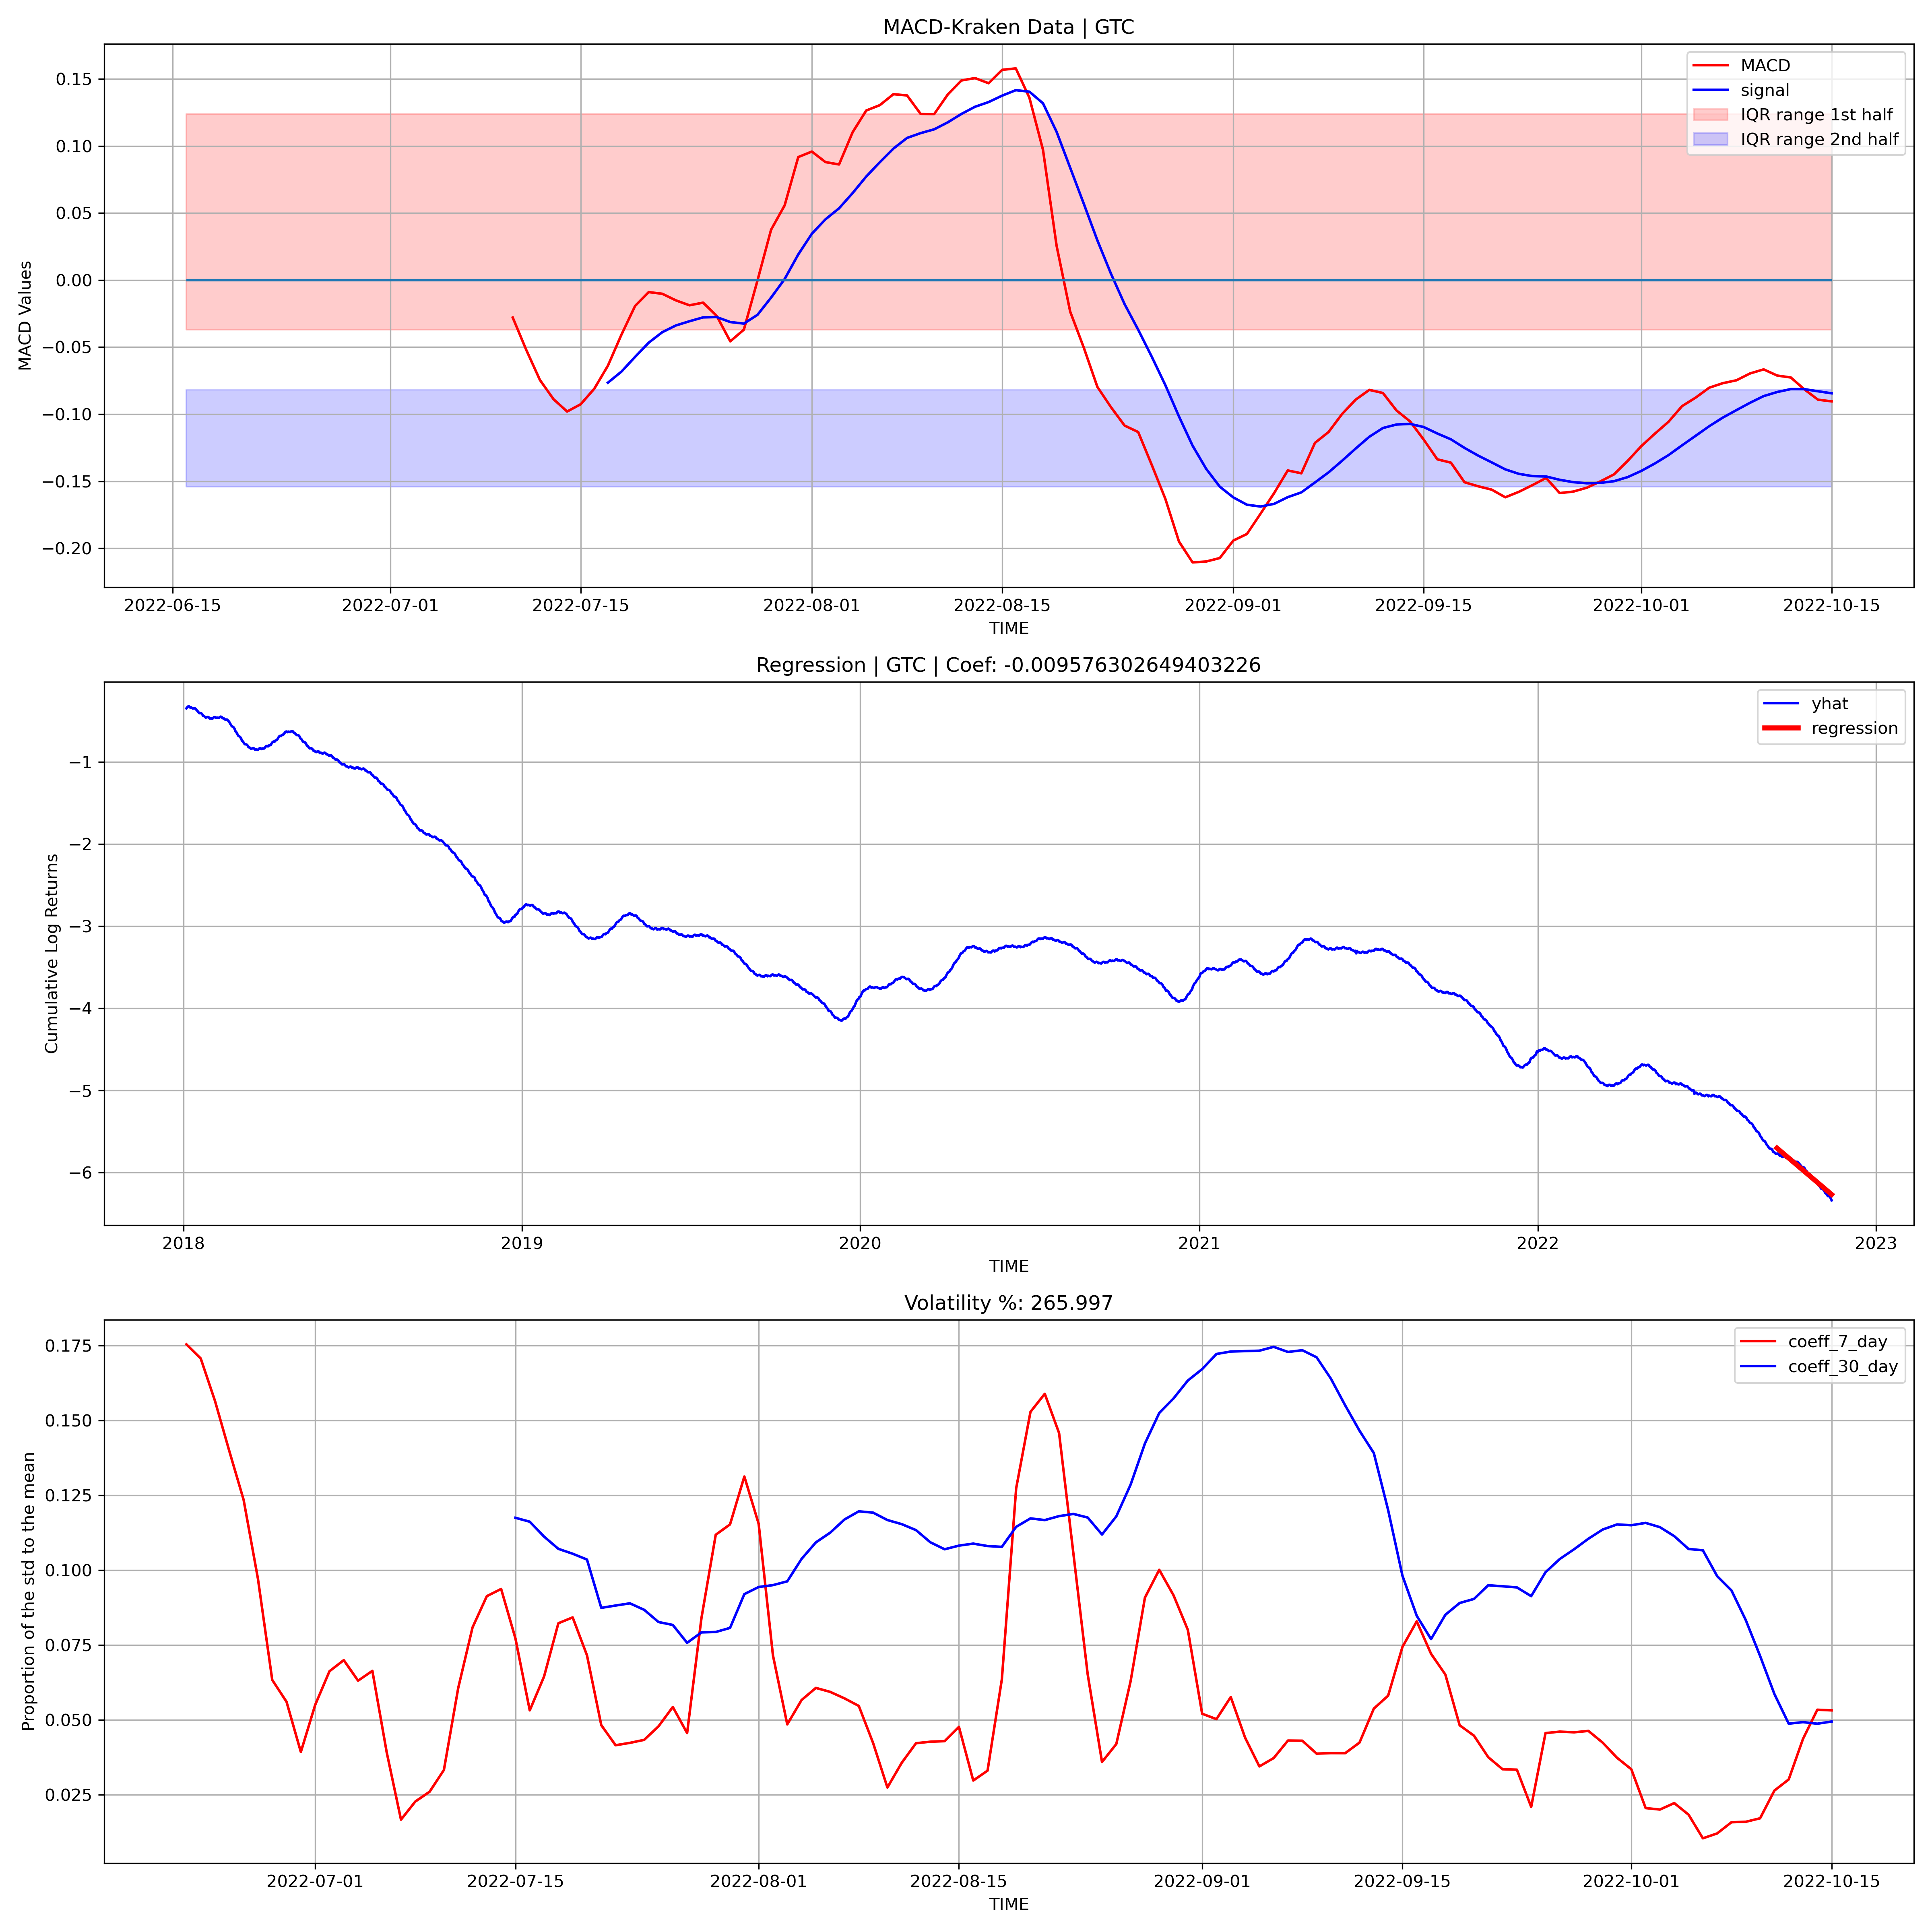 MACD-Kraken Data | GTC
MACD
signal
IQR range 1st half
IQR range 2nd half
MACD Values
0.15
0.10
0.05
0.00
−0.05
−0.10
−0.15
−0.20
2022-06-15 2022-07-01 2022-07-15 2022-08-01 2022-08-15 2022-09-01 2022-09-15 2022-10-01 2022-10-15
TIME
Regression | GTC | Coef: -0.009576302649403226
yhat
regression
Cumulative Log Returns
−1
−2
−3
−4
−5
−6
2018 2019 2020 2021 2022 2023
TIME
Volatility %: 265.997
coeff_7_day
coeff_30_day
Proportion of the std to the mean
0.175
0.150
0.125
0.100
0.075
0.050
0.025
2022-07-01 2022-07-15 2022-08-01 2022-08-15 2022-09-01 2022-09-15 2022-10-01 2022-10-15
TIME